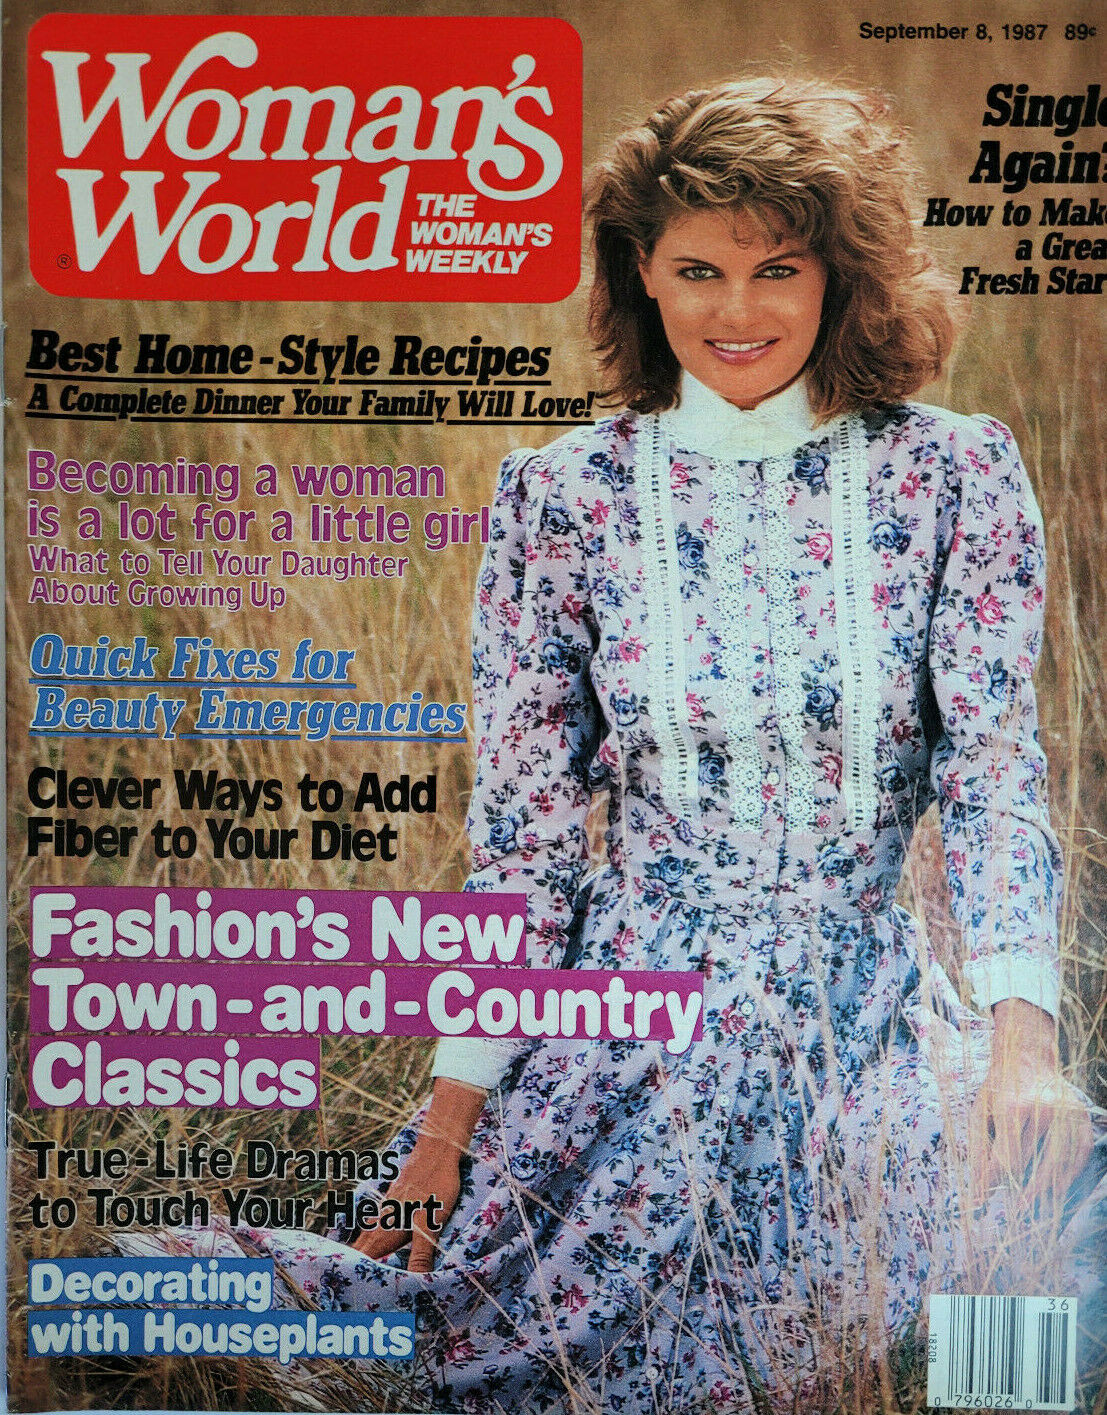 September 8, 1987 89¢
Woman's
World
®
THE
WOMAN'S
WEEKLY
Single
Again?
How to Make
a Grea
Fresh Star
Best Home-Style Recipes
A Complete Dinner Your Family Will Love!
Becoming a woman
is a lot for a little girl
What to Tell Your Daughter
About Growing Up
Quick Fixes for
Beauty Emergencies
Clever Ways to Add
Fiber to Your Diet
Fashion's New
Town-and-Country
Classics
True-Life Dramas
to Touch Your Heart
Decorating
with Houseplants
36
18208
0 796026 0